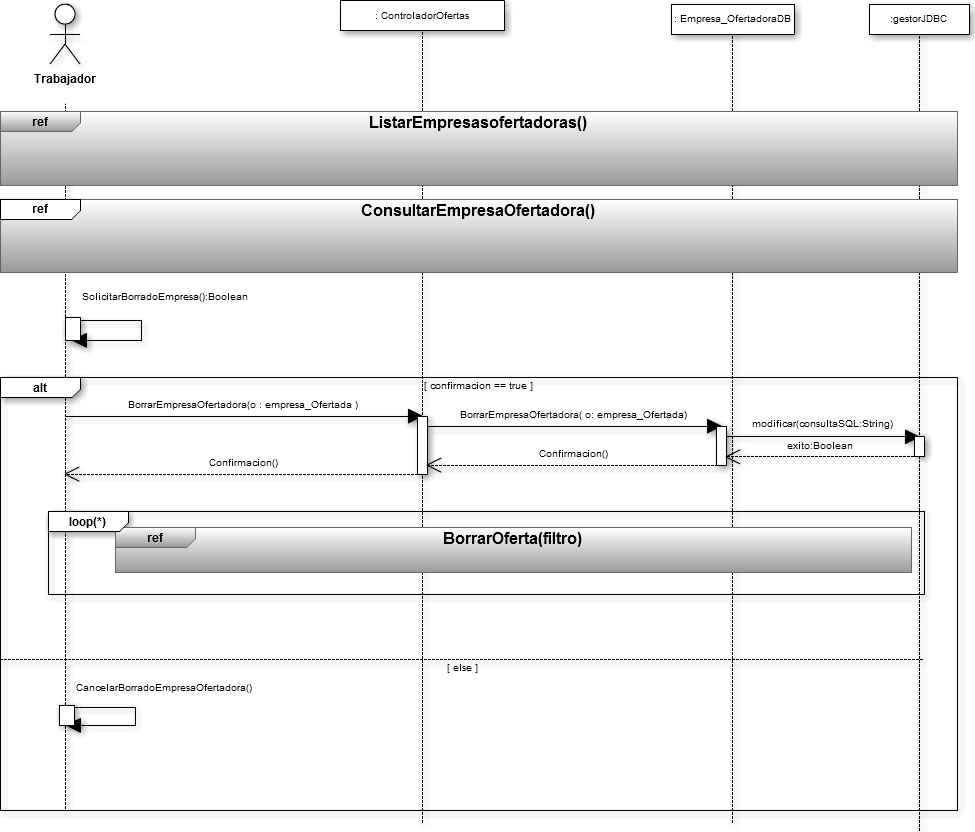 : ControladorOfertas
: Empresa_OfertadoraDB
:gestorJDBC
Trabajador
ref
ListarEmpresasofertadoras()
ref
ConsultarEmpresaOfertadora()
SolicitarBorradoEmpresa():Boolean
alt
[ confirmacion == true ]
BorrarEmpresaOfertadora(o : empresa_Ofertada )
BorrarEmpresaOfertadora( o: empresa_Ofertada)
modificar(consultaSQL:String)
exito:Boolean
Confirmacion()
Confirmacion()
loop(*)
ref
BorrarOferta(filtro)
[ else ]
CancelarBorradoEmpresaOfertadora()